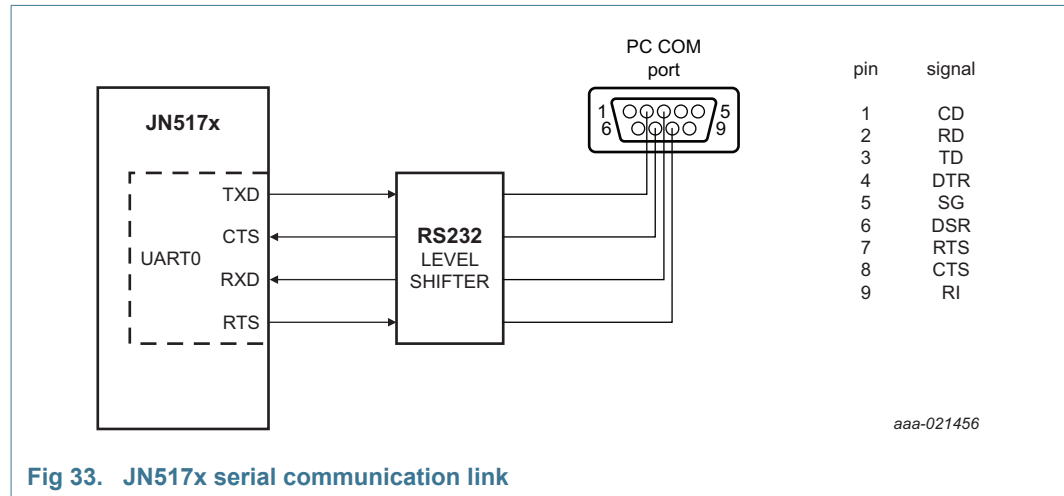 PC COM
port
1 5
6 9
JN517x
UART0
TXD
CTS
RXD
RTS
RS232
LEVEL
SHIFTER
pin signal
1 CD
2 RD
3 TD
4 DTR
5 SG
6 DSR
7 RTS
8 CTS
9 RI
aaa-021456
Fig 33. JN517x serial communication link